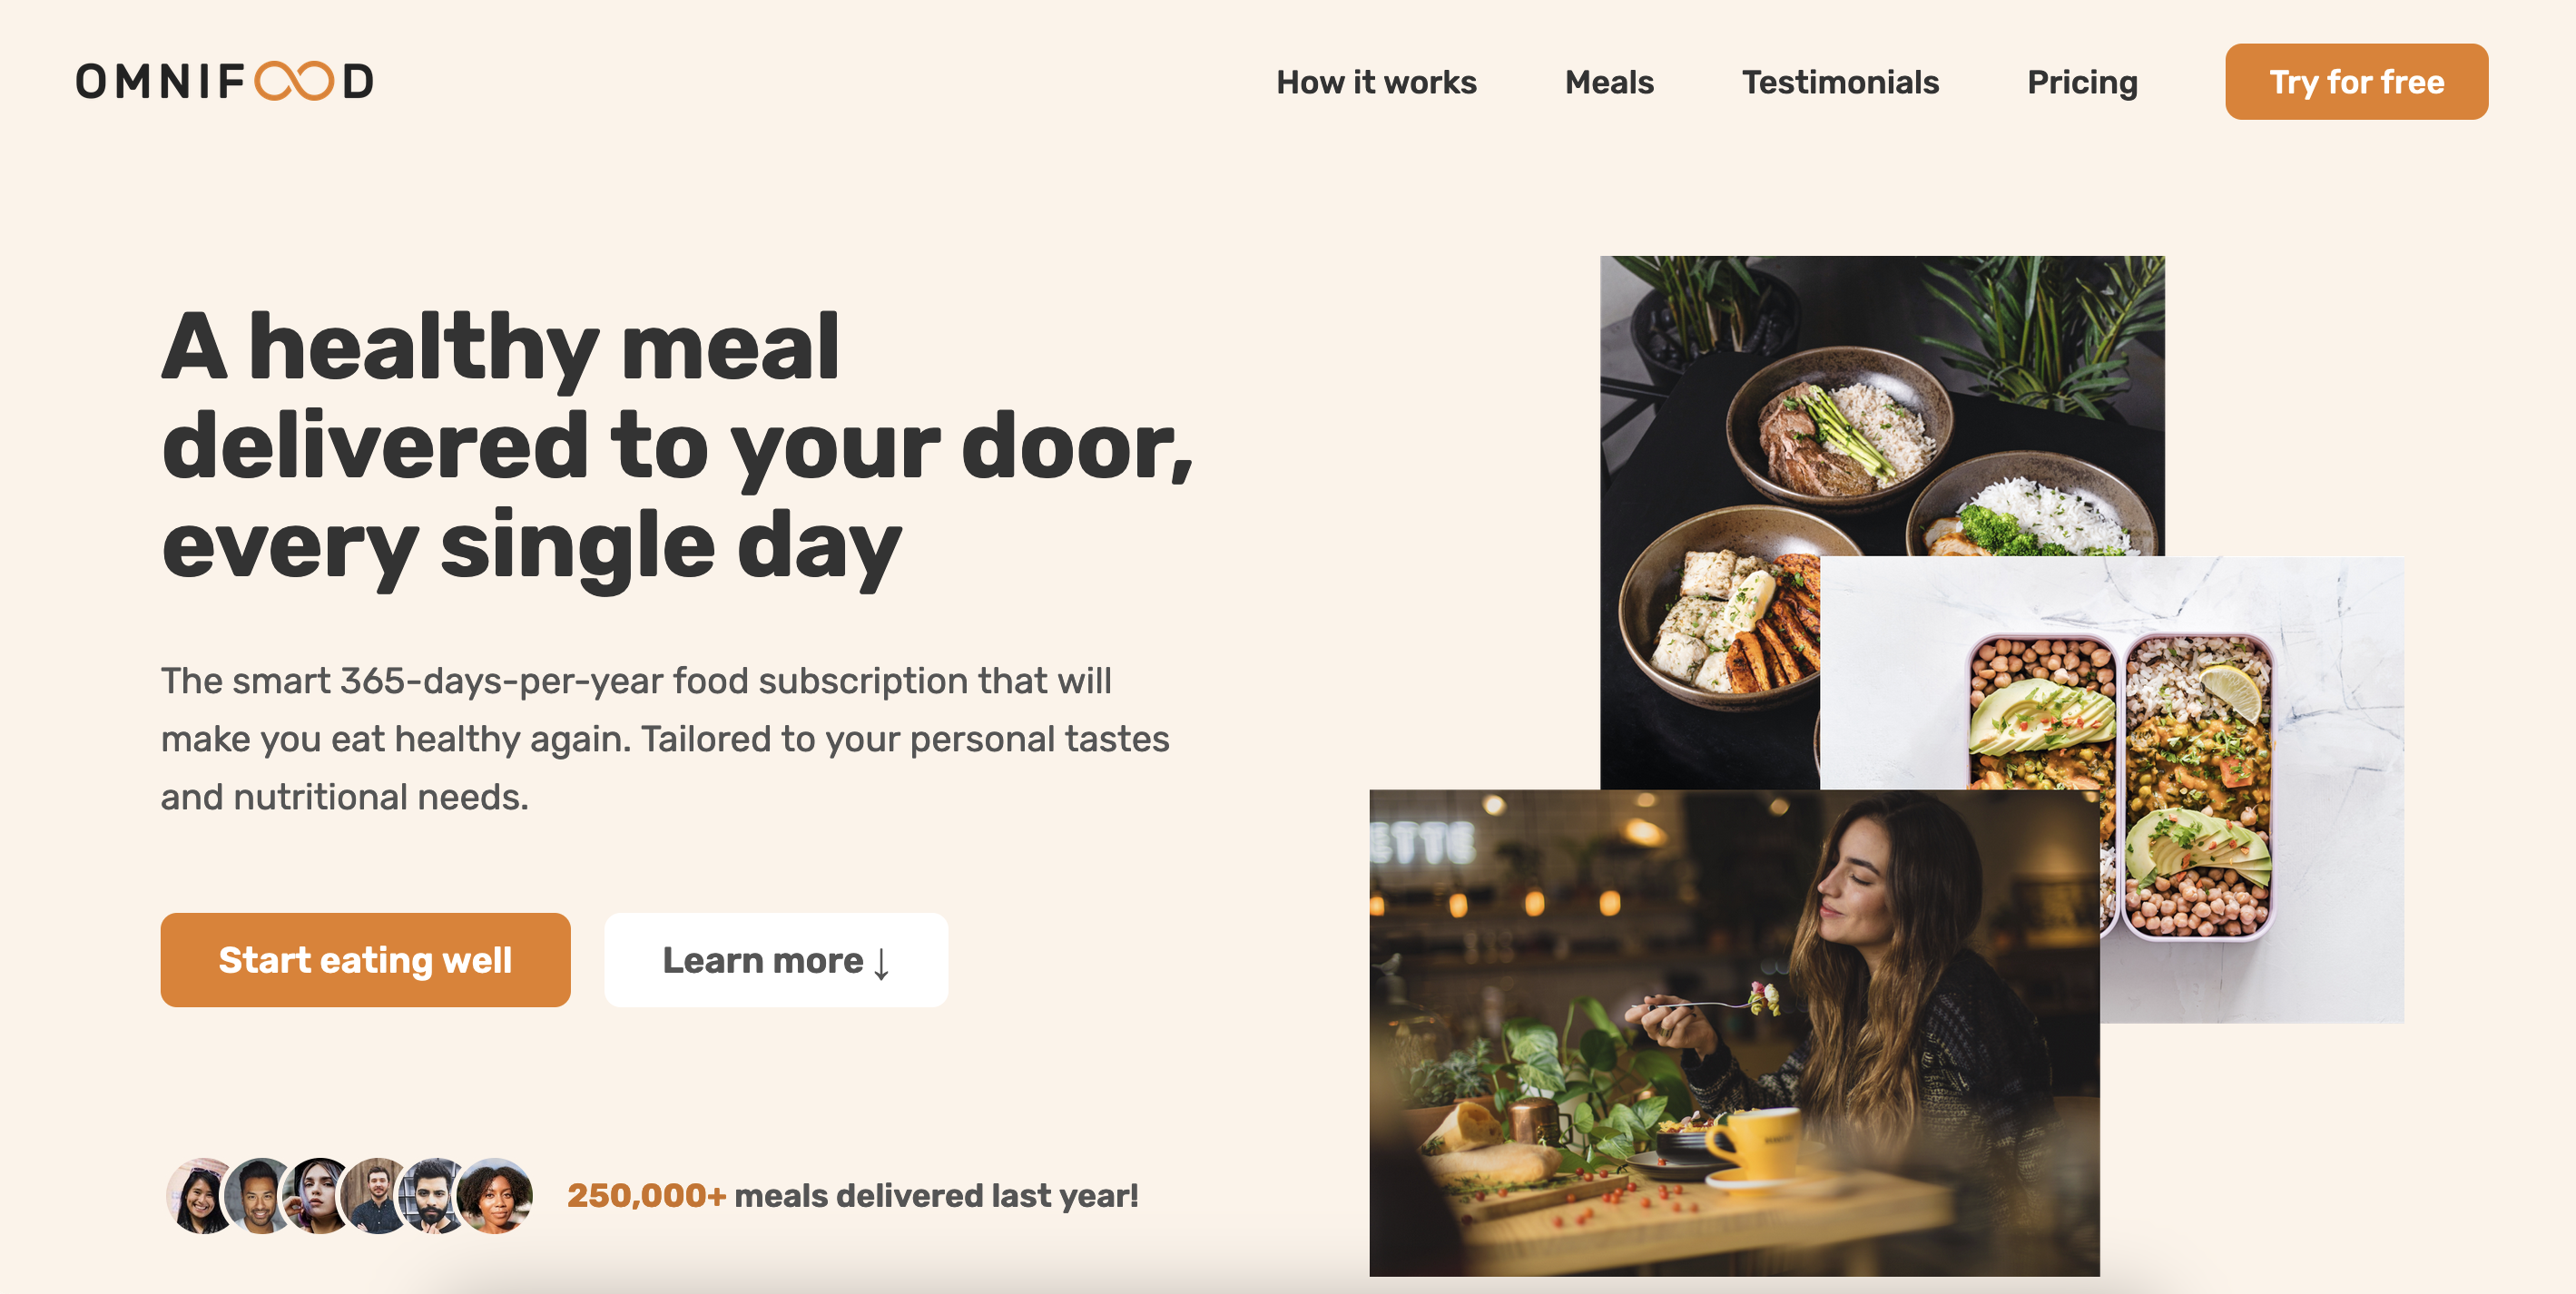 OMNIFOOD
How it works
Meals
Testimonials
Pricing
Try for free
A healthy meal
delivered to your door,
every single day
The smart 365-days-per-year food subscription that will
make you eat healthy again. Tailored to your personal tastes
and nutritional needs.
Start eating well
Learn more ↓
250,000+ meals delivered last year!
ETTE